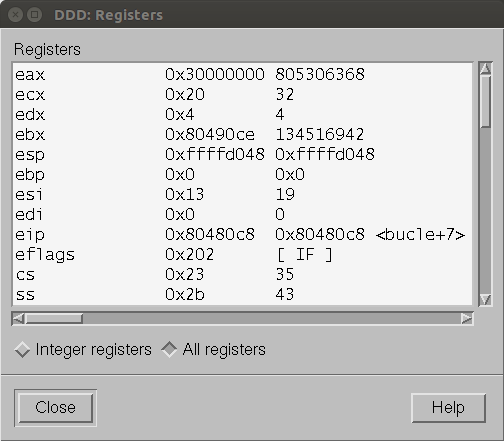 DDD: Registers
Registers
eax 0x30000000 805306368
ecx 0x20 32
edx 0x4 4
ebx 0x80490ce 134516942
esp 0xffffd048 0xffffd048
ebp 0x0 0x0
esi 0x13 19
edi 0x0 0
eip 0x80480c8 0x80480c8 <bucle+7>
eflags 0x202 [ IF ]
cs 0x23 35
ss 0x2b 43
Integer registers All registers
Close Help